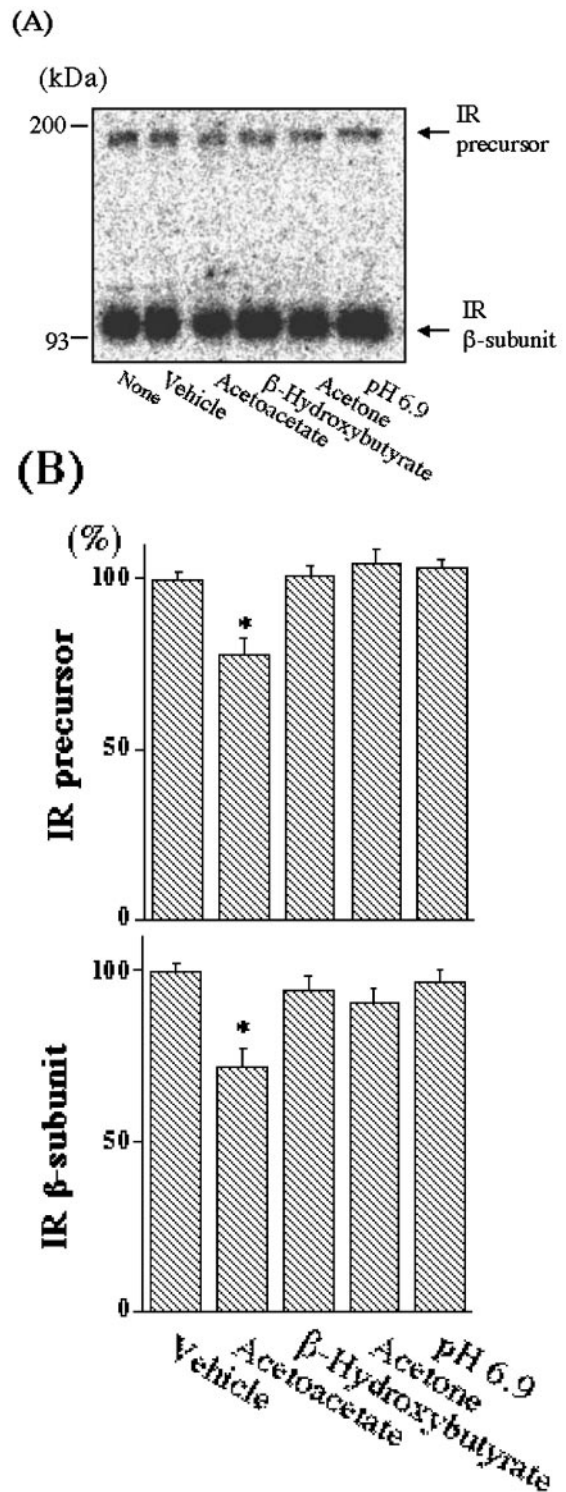 (A)
(kDa)
200
IR
precursor
93
IR
β-subunit
None
Vehicle
Acetoacetate
β-Hydroxybutyrate
Acetone
pH 6.9
(B)
(%)
100
50
0
IR precursor
*
100
50
0
IR β-subunit
*
Vehicle
Acetoacetate
β-Hydroxybutyrate
Acetone
pH 6.9